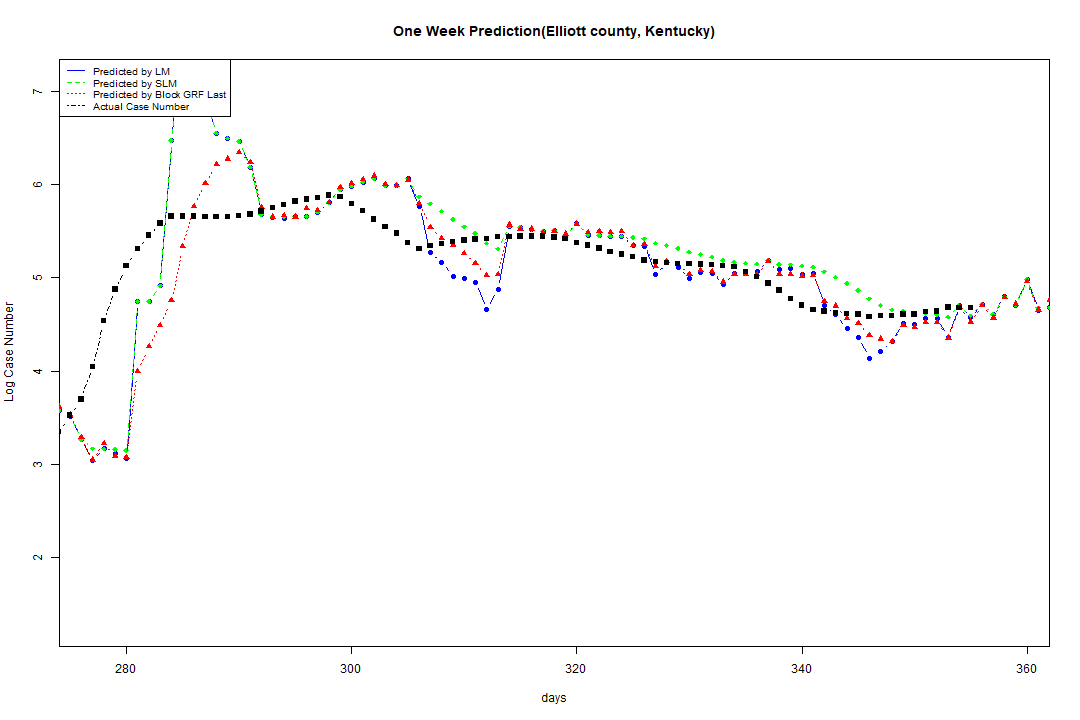 One Week Prediction(Elliott county, Kentucky)
Predicted by LM
Predicted by SLM
Predicted by Block GRF Last
Actual Case Number
Log Case Number
7
6
5
4
3
2
280 300 320 340 360
days